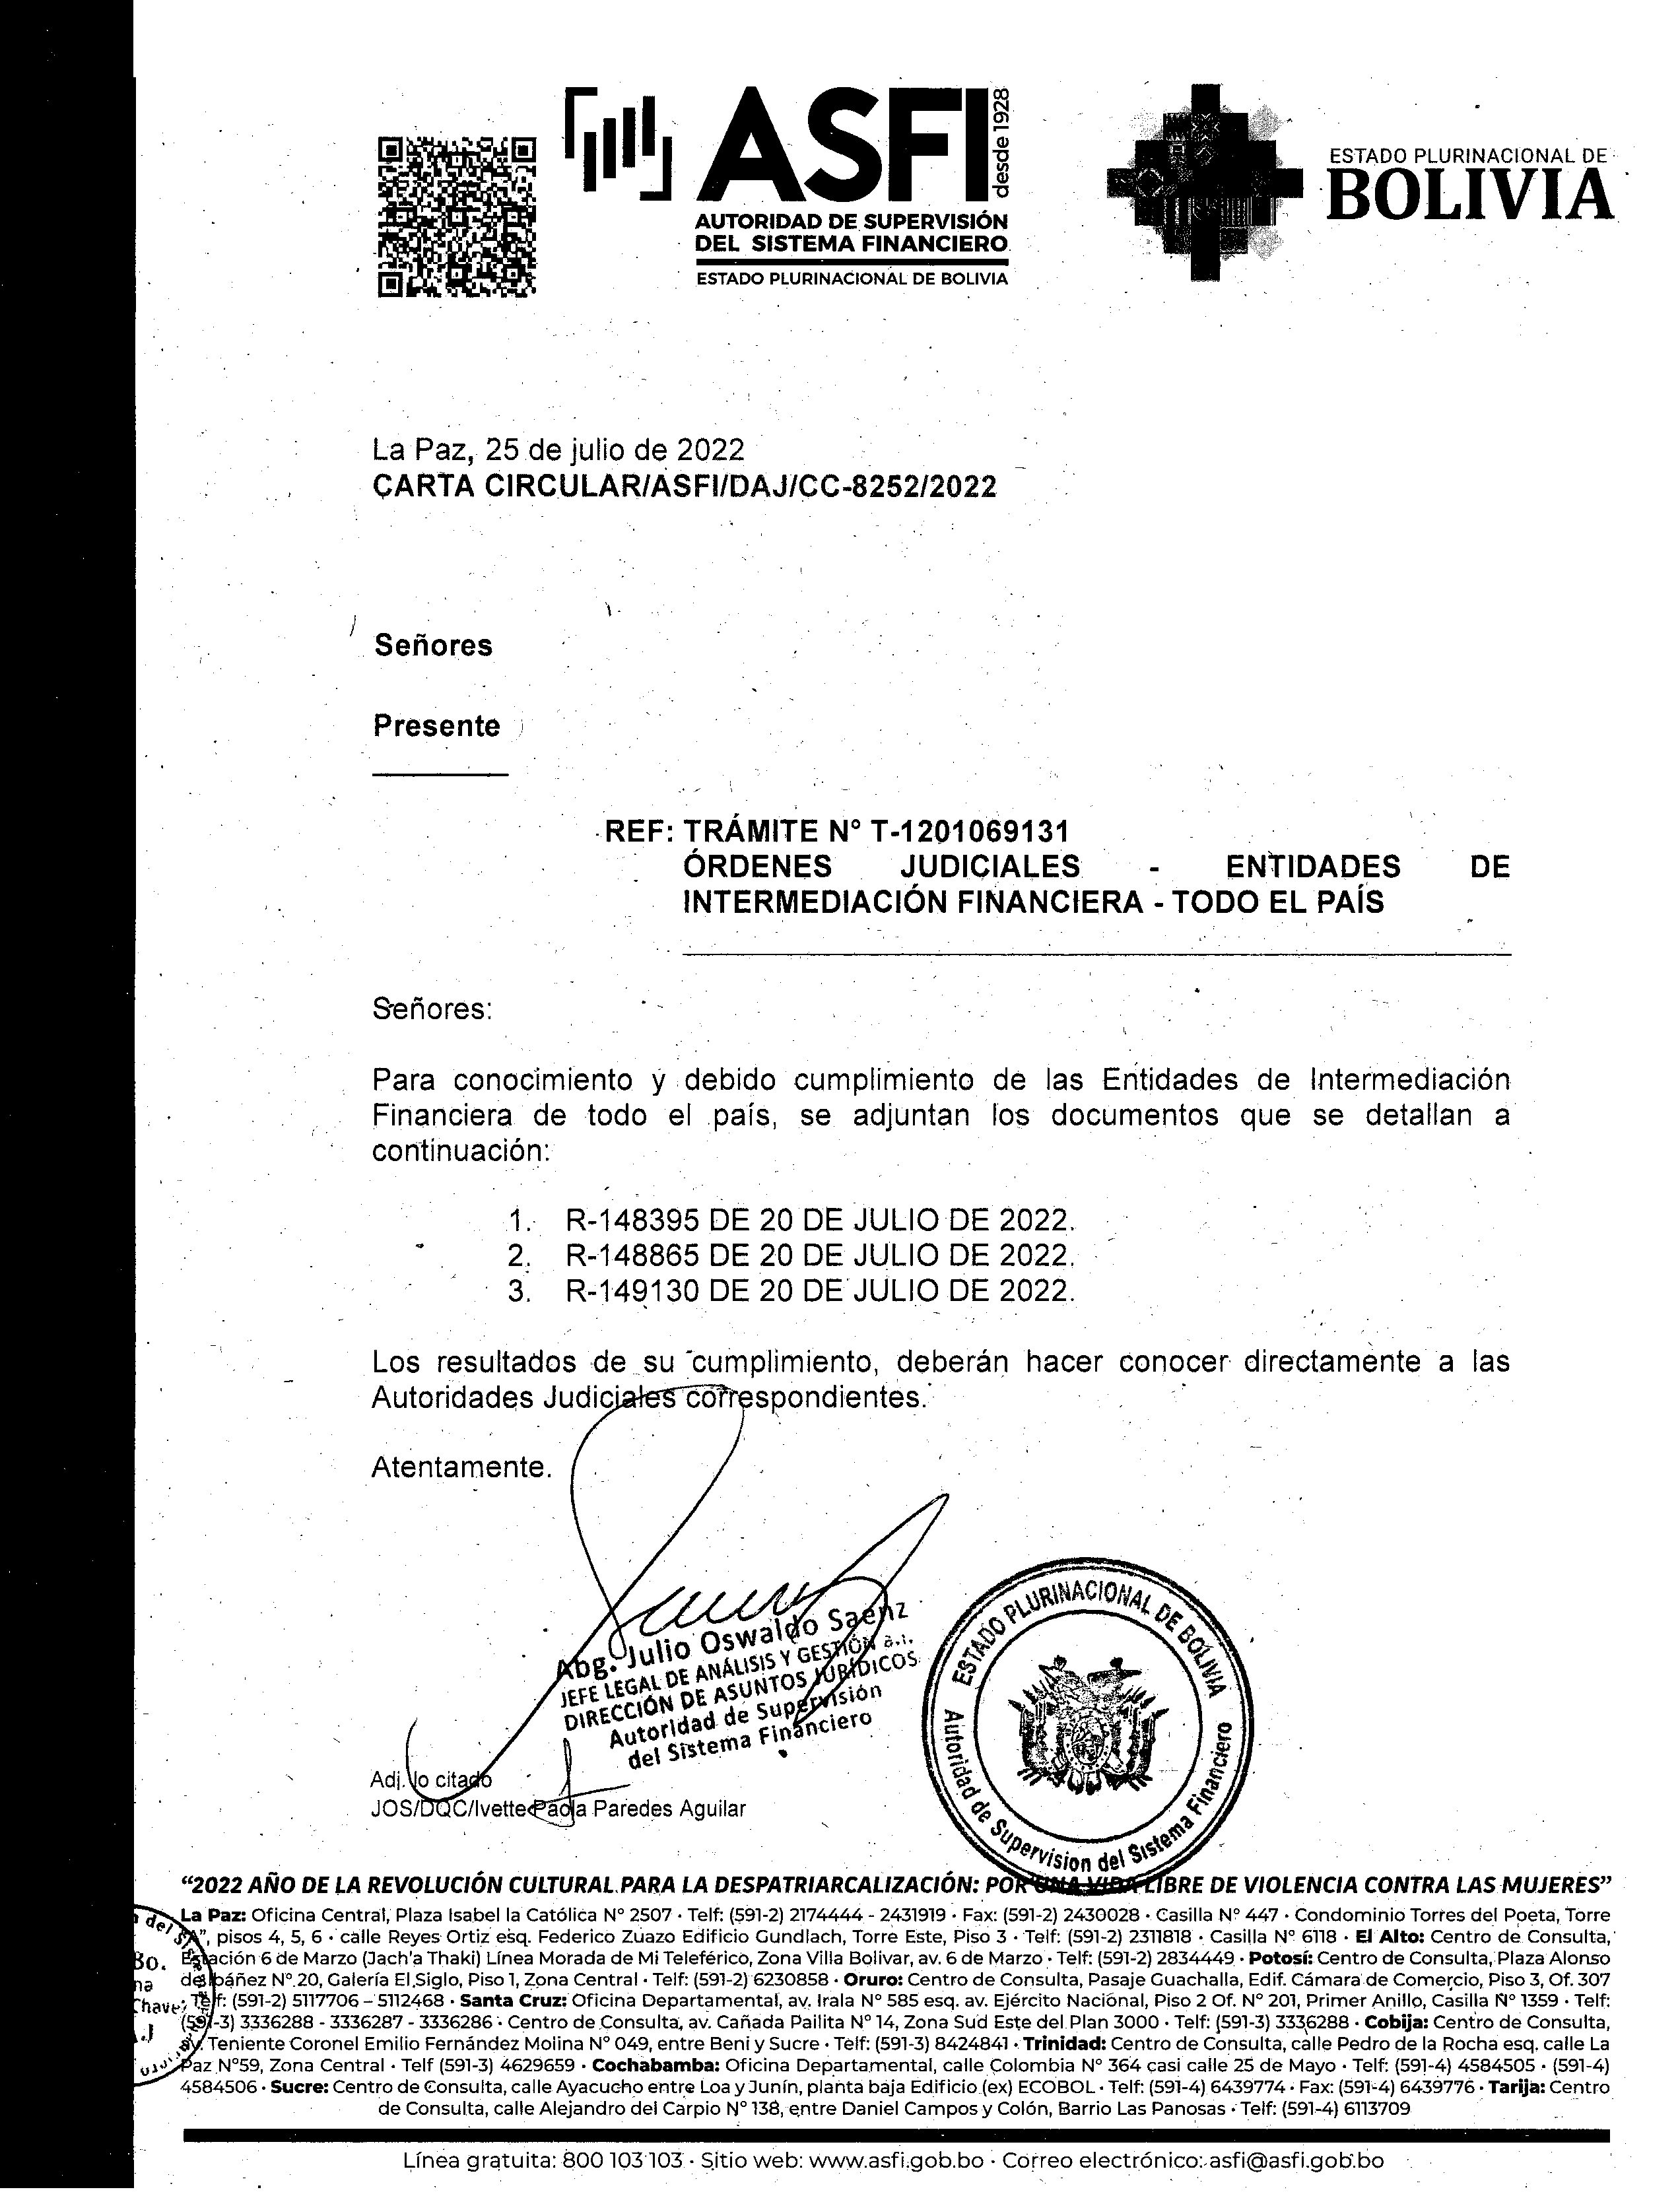 ASFI
desde 1928
AUTORIDAD DE SUPERVISIÓN
DEL SISTEMA FINANCIERO
ESTADO PLURINACIONAL DE BOLIVIA
ESTADO PLURINACIONAL DE
BOLIVIA
La Paz, 25 de julio de 2022
CARTA CIRCULAR/ASFI/DAJ/CC-8252/2022
Señores
Presente
REF: TRÁMITE N° T-1201069131
ÓRDENES JUDICIALES - ENTIDADES DE
INTERMEDIACIÓN FINANCIERA - TODO EL PAÍS
Señores:
Para conocimiento y debido cumplimiento de las Entidades de Intermediación
Financiera de todo el país, se adjuntan los documentos que se detallan a
continuación:
1. R-148395 DE 20 DE JULIO DE 2022.
2. R-148865 DE 20 DE JULIO DE 2022.
3. R-149130 DE 20 DE JULIO DE 2022.
Los resultados de su cumplimiento, deberán hacer conocer directamente a las
Autoridades Judiciales correspondientes.
Atentamente.
Abg. Julio Oswaldo Saenz
JEFE LEGAL DE ANÁLISIS Y GESTIÓN a.i.
DIRECCIÓN DE ASUNTOS JURÍDICOS
Autoridad de Supervisión
del Sistema Financiero
ESTADO PLURINACIONAL DE BOLIVIA
Autoridad de Supervision del Sistema Financiero
Adj. lo citado
JOS/DQC/Ivette Paola Paredes Aguilar
“2022 AÑO DE LA REVOLUCIÓN CULTURAL PARA LA DESPATRIARCALIZACIÓN: POR UNA VIDA LIBRE DE VIOLENCIA CONTRA LAS MUJERES”
La Paz: Oficina Central, Plaza Isabel la Católica N° 2507 · Telf: (591-2) 2174444 - 2431919 · Fax: (591-2) 2430028 · Casilla N° 447 · Condominio Torres del Poeta, Torre
“A”, pisos 4, 5, 6 · calle Reyes Ortiz esq. Federico Zuazo Edificio Gundlach, Torre Este, Piso 3 · Telf: (591-2) 2311818 · Casilla N° 6118 · El Alto: Centro de Consulta,
Estación 6 de Marzo (Jach'a Thaki) Línea Morada de Mi Teleférico, Zona Villa Bolivar, av. 6 de Marzo · Telf: (591-2) 2834449 · Potosí: Centro de Consulta, Plaza Alonso
de Ibáñez N° 20, Galería El Siglo, Piso 1, Zona Central · Telf: (591-2) 6230858 · Oruro: Centro de Consulta, Pasaje Guachalla, Edif. Cámara de Comercio, Piso 3, Of. 307
· Telf: (591-2) 5117706 – 5112468 · Santa Cruz: Oficina Departamental, av. Irala N° 585 esq. av. Ejército Nacional, Piso 2 Of. N° 201, Primer Anillo, Casilla N° 1359 · Telf:
(591-3) 3336288 - 3336287 - 3336286 · Centro de Consulta, av. Cañada Pailita N° 14, Zona Sud Este del Plan 3000 · Telf: (591-3) 3336288 · Cobija: Centro de Consulta,
av. Teniente Coronel Emilio Fernández Molina N° 049, entre Beni y Sucre · Telf: (591-3) 8424841 · Trinidad: Centro de Consulta, calle Pedro de la Rocha esq. calle La
Paz N°59, Zona Central · Telf (591-3) 4629659 · Cochabamba: Oficina Departamental, calle Colombia N° 364 casi calle 25 de Mayo · Telf: (591-4) 4584505 · (591-4)
4584506 · Sucre: Centro de Consulta, calle Ayacucho entre Loa y Junín, planta baja Edificio (ex) ECOBOL · Telf: (591-4) 6439774 · Fax: (591-4) 6439776 · Tarija: Centro
de Consulta, calle Alejandro del Carpio N° 138, entre Daniel Campos y Colón, Barrio Las Panosas · Telf: (591-4) 6113709
Línea gratuita: 800 103 103 · Sitio web: www.asfi.gob.bo · Correo electrónico: asfi@asfi.gob.bo